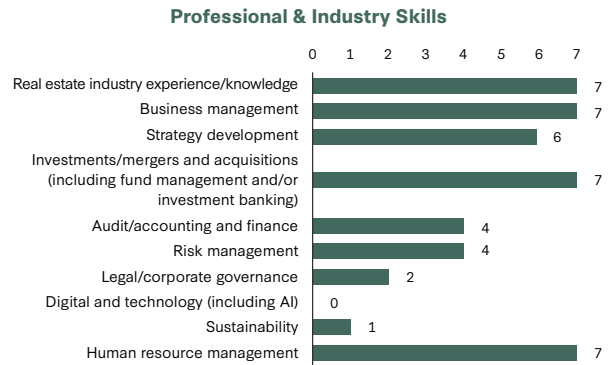 Professional & Industry Skills
0 1 2 3 4 5 6 7
Real estate industry experience/knowledge 7
Business management 7
Strategy development 6
Investments/mergers and acquisitions
(including fund management and/or 7
investment banking)
Audit/accounting and finance 4
Risk management 4
Legal/corporate governance 2
Digital and technology (including AI) 0
Sustainability 1
Human resource management 7